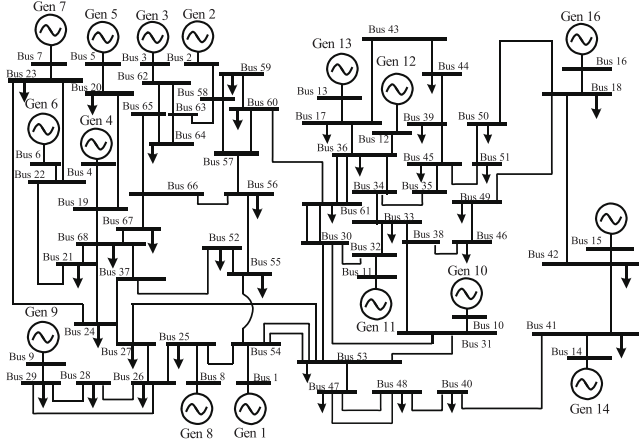 Gen 7
Gen 5
Gen 3
Gen 2
Gen 16
Bus 43
Gen 13
Gen 12
Bus 7
Bus 5
Bus 3
Bus 2
Bus 59
Bus 16
Bus 23
Bus 62
Bus 44
Bus 20
Bus 58
Bus 13
Bus 18
Gen 6
Bus 65
Bus 63
Bus 60
Gen 4
Bus 17
Bus 39
Bus 50
Bus 64
Bus 12
Bus 6
Bus 57
Bus 36
Bus 45
Bus 51
Bus 22
Bus 4
Bus 66
Bus 56
Bus 34
Bus 35
Bus 49
Bus 19
Bus 61
Bus 67
Bus 33
Bus 68
Bus 52
Bus 30
Bus 38
Bus 46
Bus 15
Bus 21
Bus 32
Bus 42
Bus 37
Bus 55
Bus 11
Gen 10
Gen 9
Gen 11
Bus 24
Bus 10
Bus 41
Bus 27
Bus 25
Bus 54
Bus 31
Bus 9
Bus 53
Bus 14
Bus 29
Bus 28
Bus 26
Bus 8
Bus 1
Bus 47
Bus 48
Bus 40
Gen 8
Gen 1
Gen 14